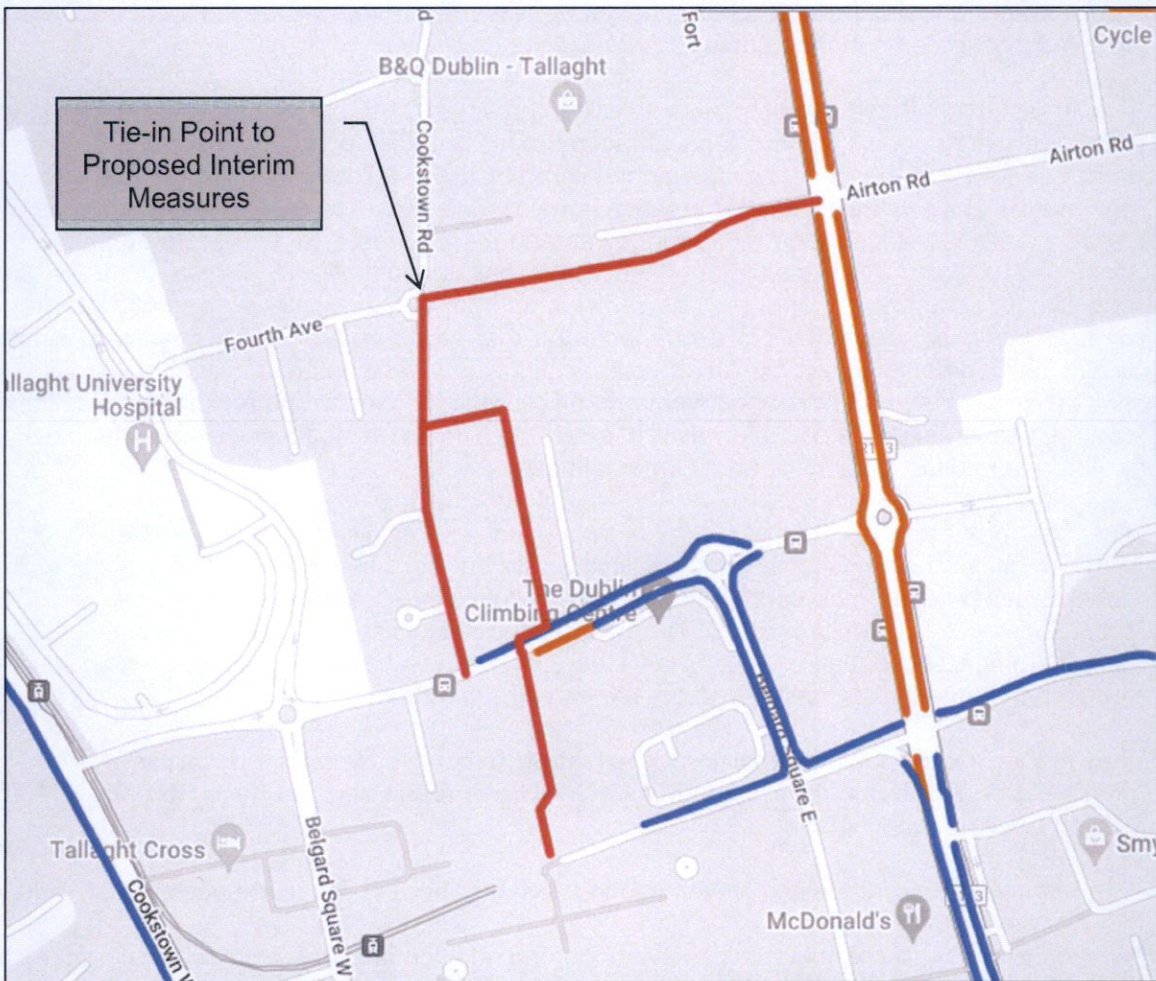 d
Fort
Cycle
B&Q Dublin - Tallaght
Tie-in Point to
Proposed Interim
Measures
Cookstown Rd
Airton Rd
Airton Rd
Fourth Ave
allaght University
Hospital
H
The Dublin
Climbing Centre
Belgard Square E
Tallaght Cross
Belgard Square W
Cookstown W
McDonald's
Smy